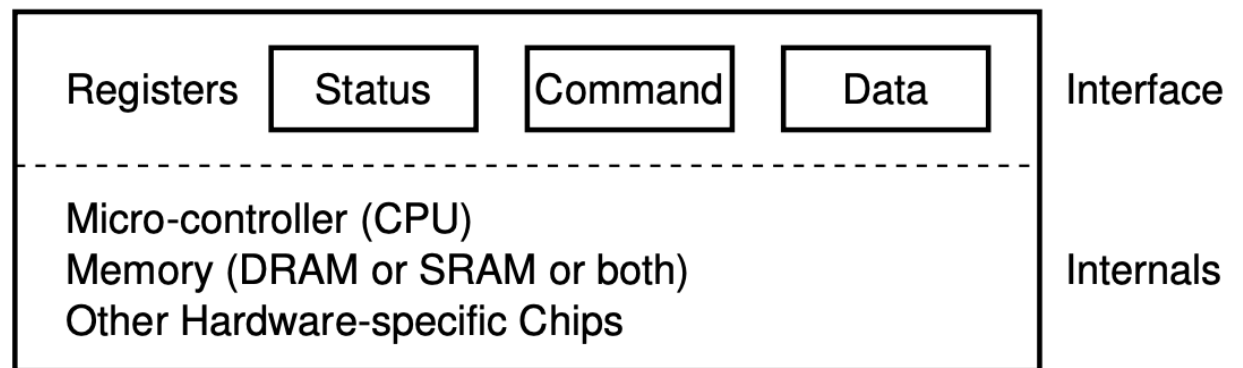 Registers Status Command Data Interface
Micro-controller (CPU)
Memory (DRAM or SRAM or both) Internals
Other Hardware-specific Chips